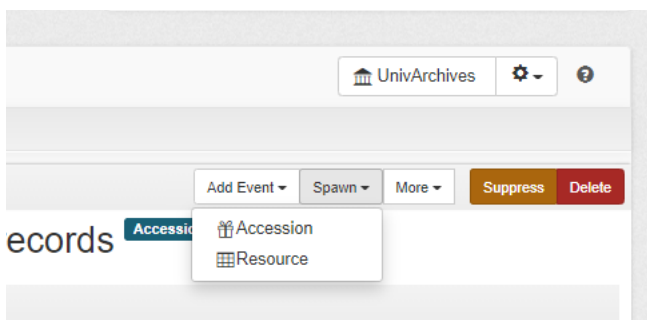 UnivArchives
Add Event Spawn More Suppress Delete
ecords Accessio
Accession
Resource